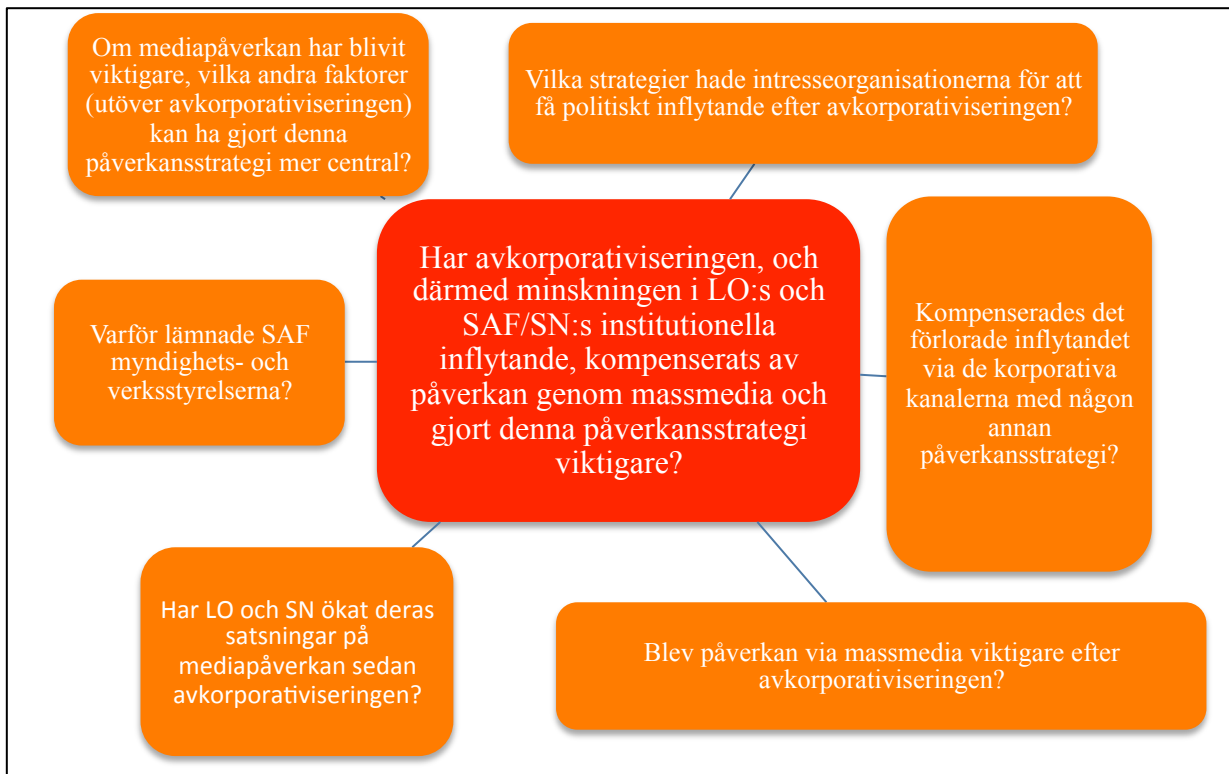 Om mediapåverkan har blivit
viktigare, vilka andra faktorer
(utöver avkorporativiseringen)
kan ha gjort denna
påverkansstrategi mer central?
Vilka strategier hade intresseorganisationerna för att
få politiskt inflytande efter avkorporativiseringen?
Har avkorporativiseringen, och
därmed minskningen i LO:s och
SAF/SN:s institutionella
inflytande, kompenserats av
påverkan genom massmedia och
gjort denna påverkansstrategi
viktigare?
Varför lämnade SAF
myndighets- och
verksstyrelserna?
Kompenserades det
förlorade inflytandet
via de korporativa
kanalerna med någon
annan
påverkansstrategi?
Har LO och SN ökat deras
satsningar på
mediapåverkan sedan
avkorporativiseringen?
Blev påverkan via massmedia viktigare efter
avkorporativiseringen?